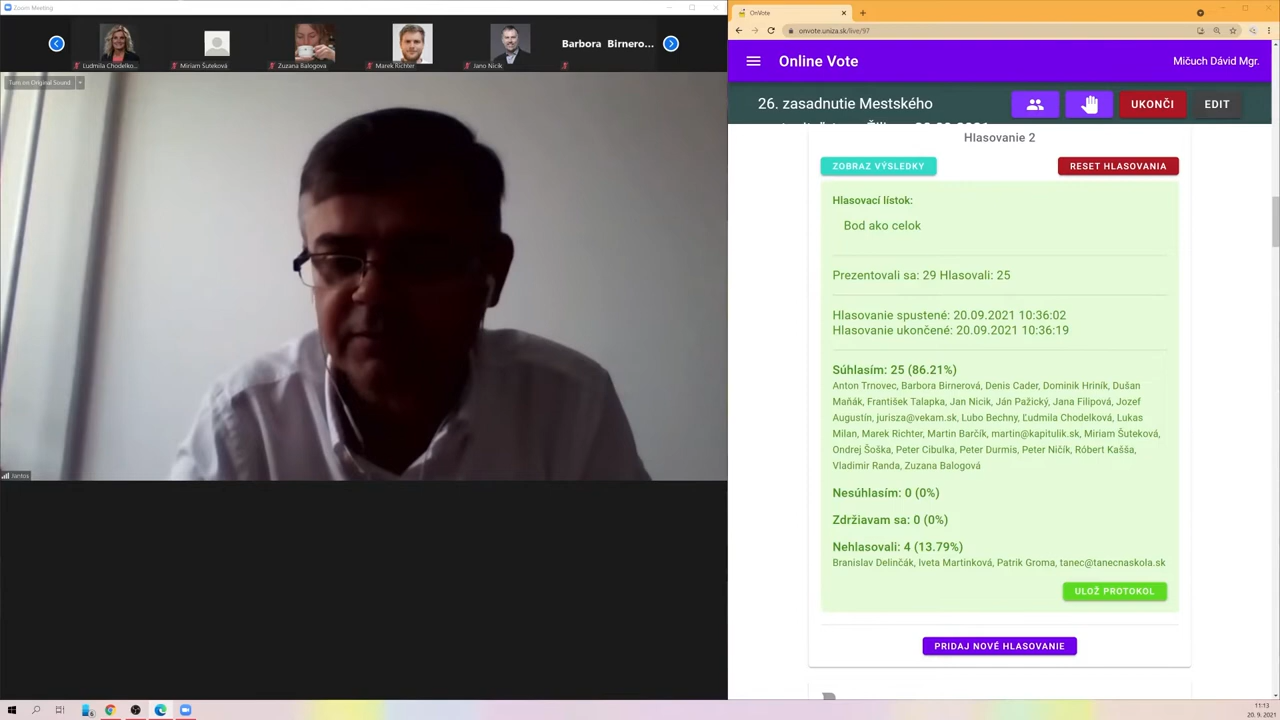 Zoom Meeting
Ľudmila Chodelko...
Miriam Šuteková
Zuzana Balogová
Marek Richter
Jano Nicik
Barbora Birnero...
Turn on Original Sound
OnVote
onvote.uniza.sk/live/97
Online Vote
Mičuch Dávid Mgr.
26. zasadnutie Mestského
UKONČI
EDIT
Hlasovanie 2
ZOBRAZ VÝSLEDKY
RESET HLASOVANIA
Hlasovací lístok:
Bod ako celok
Prezentovali sa: 29 Hlasovali: 25
Hlasovanie spustené: 20.09.2021 10:36:02
Hlasovanie ukončené: 20.09.2021 10:36:19
Súhlasím: 25 (86.21%)
Anton Trnovec, Barbora Birnerová, Denis Cader, Dominik Hriník, Dušan
Maňák, František Talapka, Jan Nicik, Ján Pažický, Jana Filipová, Jozef
Augustín, jurisza@vekam.sk, Lubo Bechny, Ľudmila Chodelková, Lukas
Milan, Marek Richter, Martin Barčík, martin@kapitulik.sk, Miriam Šuteková,
Ondrej Šoška, Peter Cibulka, Peter Durmis, Peter Ničík, Róbert Kašša,
Vladimir Randa, Zuzana Balogová
Nesúhlasím: 0 (0%)
Zdržiavam sa: 0 (0%)
Nehlasovali: 4 (13.79%)
Branislav Delinčák, Iveta Martinková, Patrik Groma, tanec@tanecnaskola.sk
ULOŽ PROTOKOL
PRIDAJ NOVÉ HLASOVANIE
11:13
20. 9. 2021